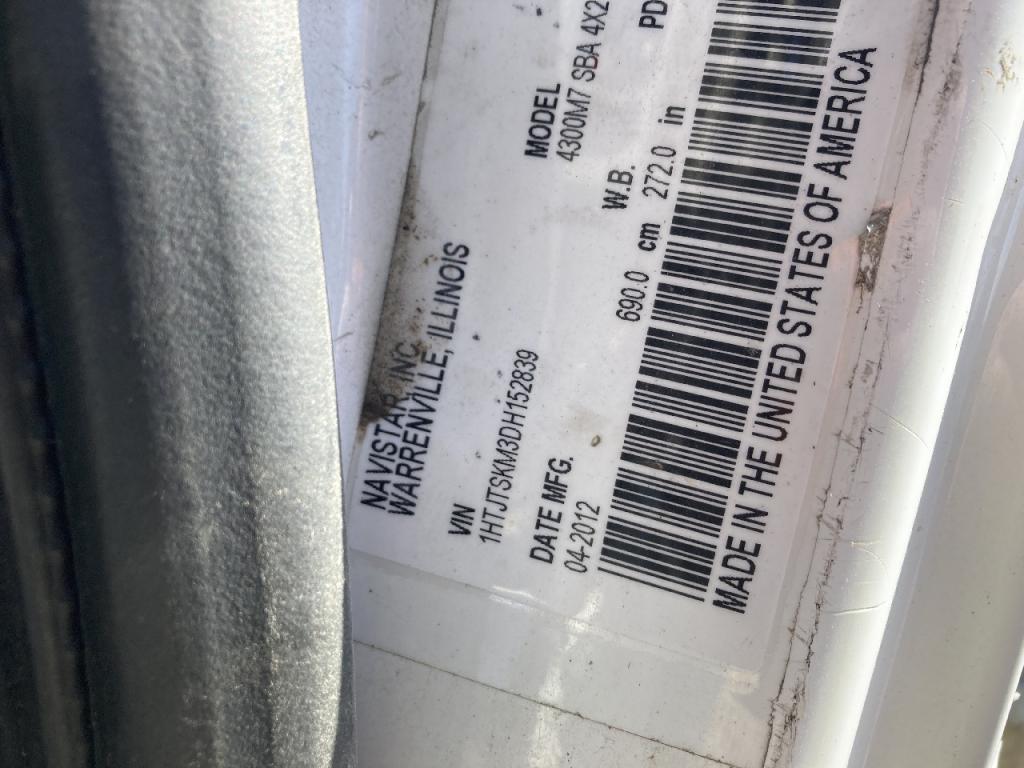 NAVISTAR, INC.
WARRENVILLE, ILLINOIS
VIN
1HTJTSKM3DH152839
MODEL
4300M7 SBA 4X2
DATE MFG.
04-2012
W.B.
690.0 cm 272.0 in
PD
MADE IN THE UNITED STATES OF AMERICA